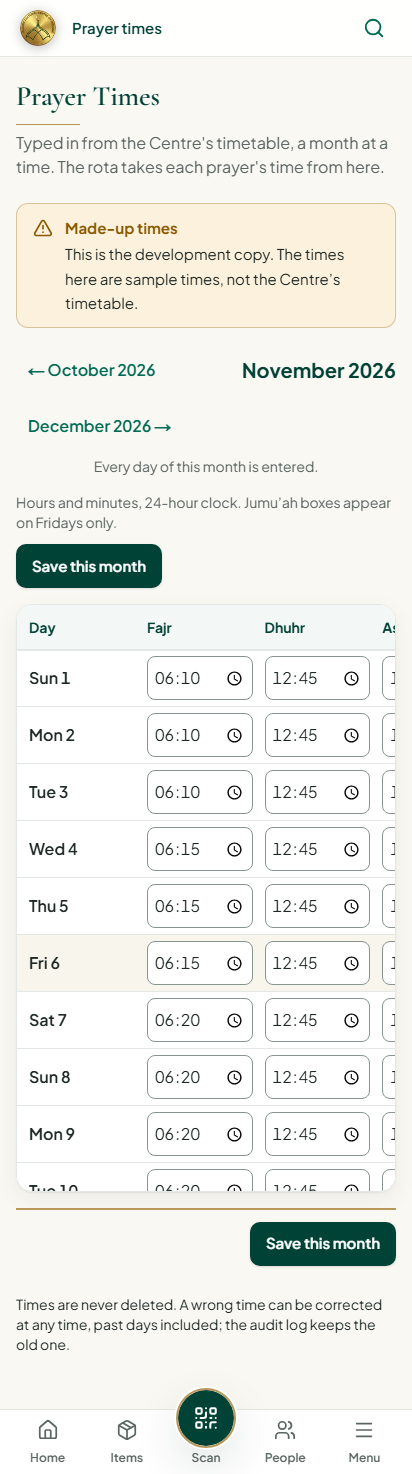 Prayer times
Prayer Times
Typed in from the Centre's timetable, a month at a
time. The rota takes each prayer's time from here.
Made-up times
This is the development copy. The times
here are sample times, not the Centre's
timetable.
← October 2026
November 2026
December 2026 →
Every day of this month is entered.
Hours and minutes, 24-hour clock. Jumu'ah boxes appear
on Fridays only.
Save this month
Day Fajr Dhuhr
Sun 1 06:10 12:45
Mon 2 06:10 12:45
Tue 3 06:10 12:45
Wed 4 06:15 12:45
Thu 5 06:15 12:45
Fri 6 06:15 12:45
Sat 7 06:20 12:45
Sun 8 06:20 12:45
Mon 9 06:20 12:45
Tue 10 06:20 12:45
Save this month
Times are never deleted. A wrong time can be corrected
at any time, past days included; the audit log keeps the
old one.
Home Items Scan People Menu